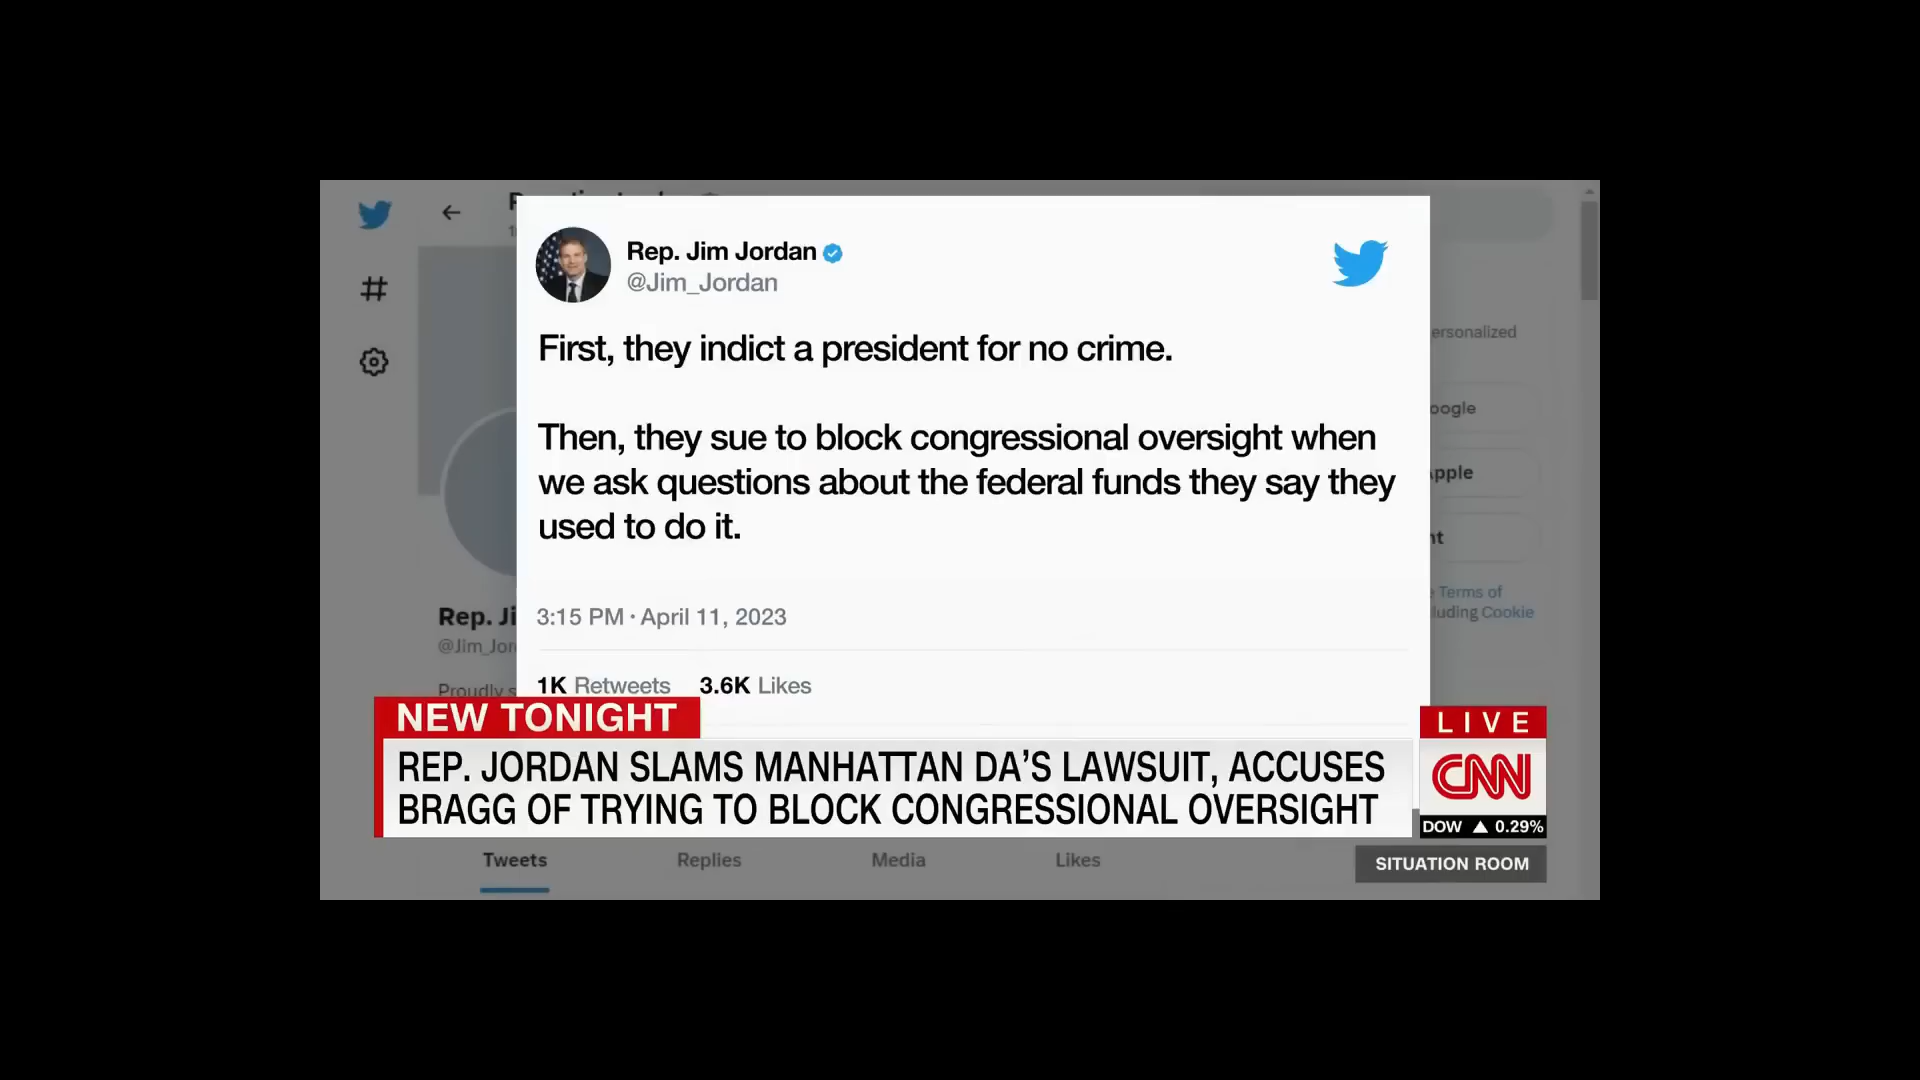 Rep. Jim Jordan
@Jim_Jordan
First, they indict a president for no crime.
Then, they sue to block congressional oversight when
we ask questions about the federal funds they say they
used to do it.
3:15 PM · April 11, 2023
1K Retweets 3.6K Likes
ersonalized
oogle
Apple
nt
Terms of
luding Cookie
Rep. Ji
@Jim_Jor
Proudly s
NEW TONIGHT
REP. JORDAN SLAMS MANHATTAN DA'S LAWSUIT, ACCUSES
BRAGG OF TRYING TO BLOCK CONGRESSIONAL OVERSIGHT
LIVE
CNN
DOW ▲ 0.29%
Tweets Replies Media Likes
SITUATION ROOM